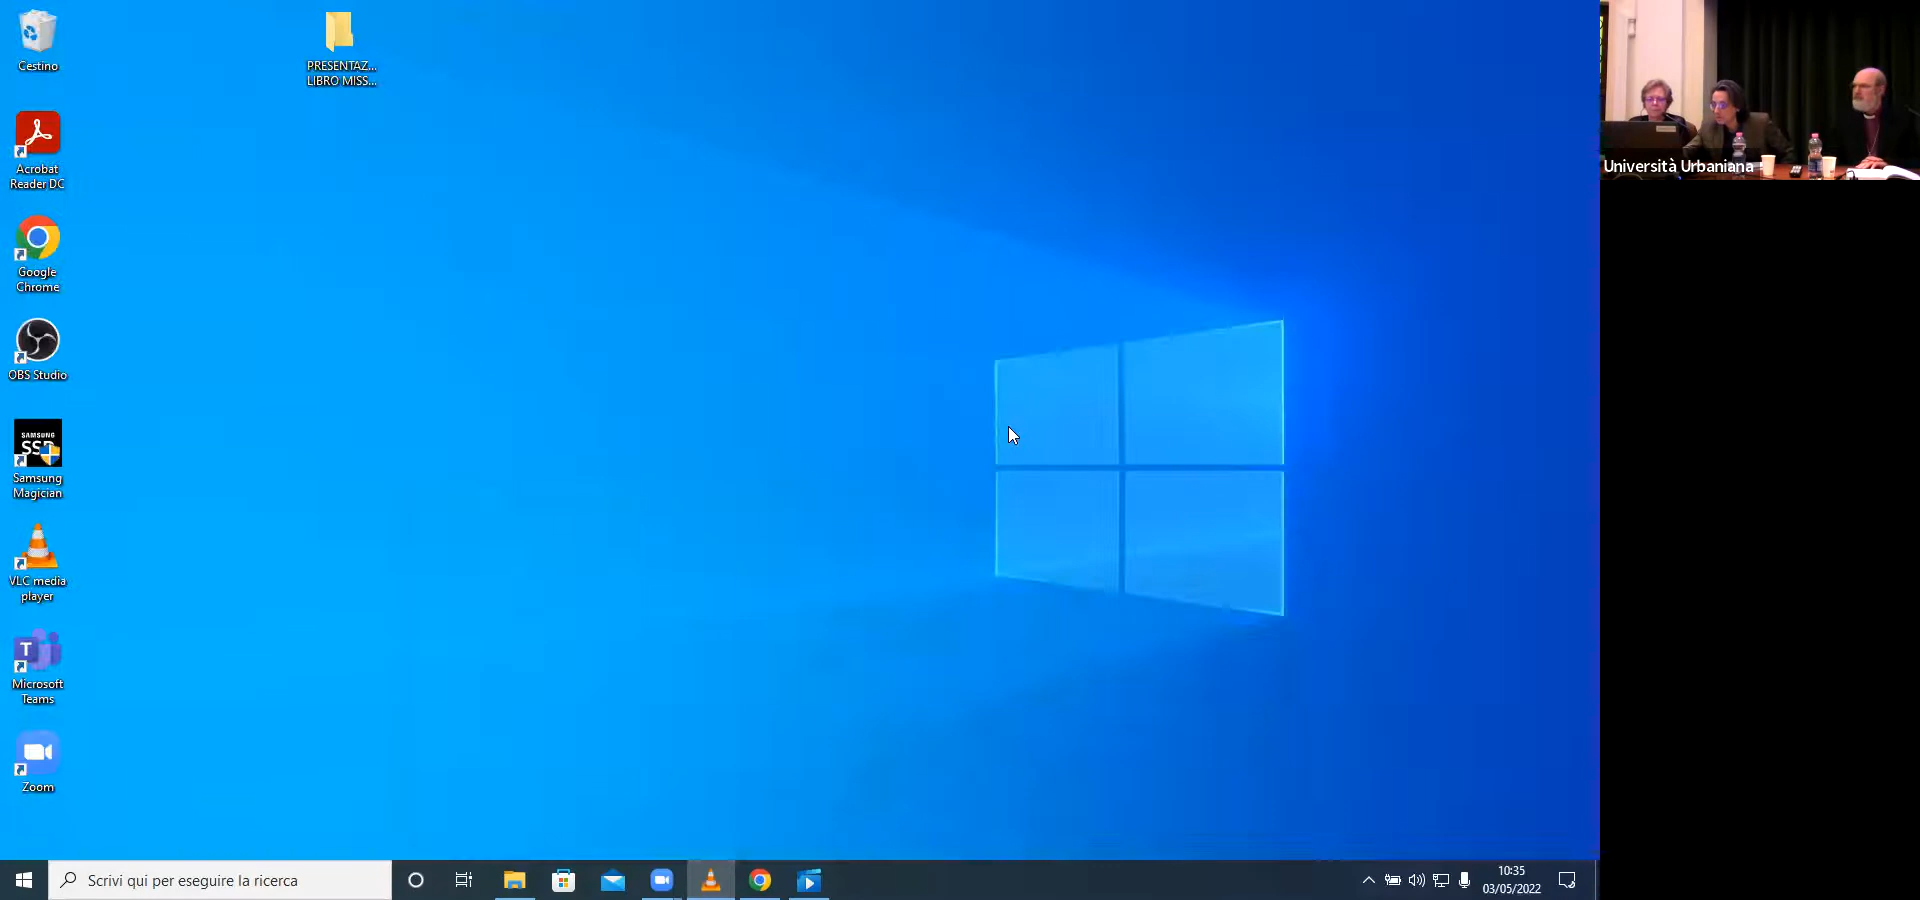 Cestino
PRESENTAZ...
LIBRO MISS...
Acrobat
Reader DC
Google
Chrome
OBS Studio
SAMSUNG
SSD
Samsung
Magician
VLC media
player
T
Microsoft
Teams
Zoom
Università Urbaniana
Scrivi qui per eseguire la ricerca
10:35
03/05/2022